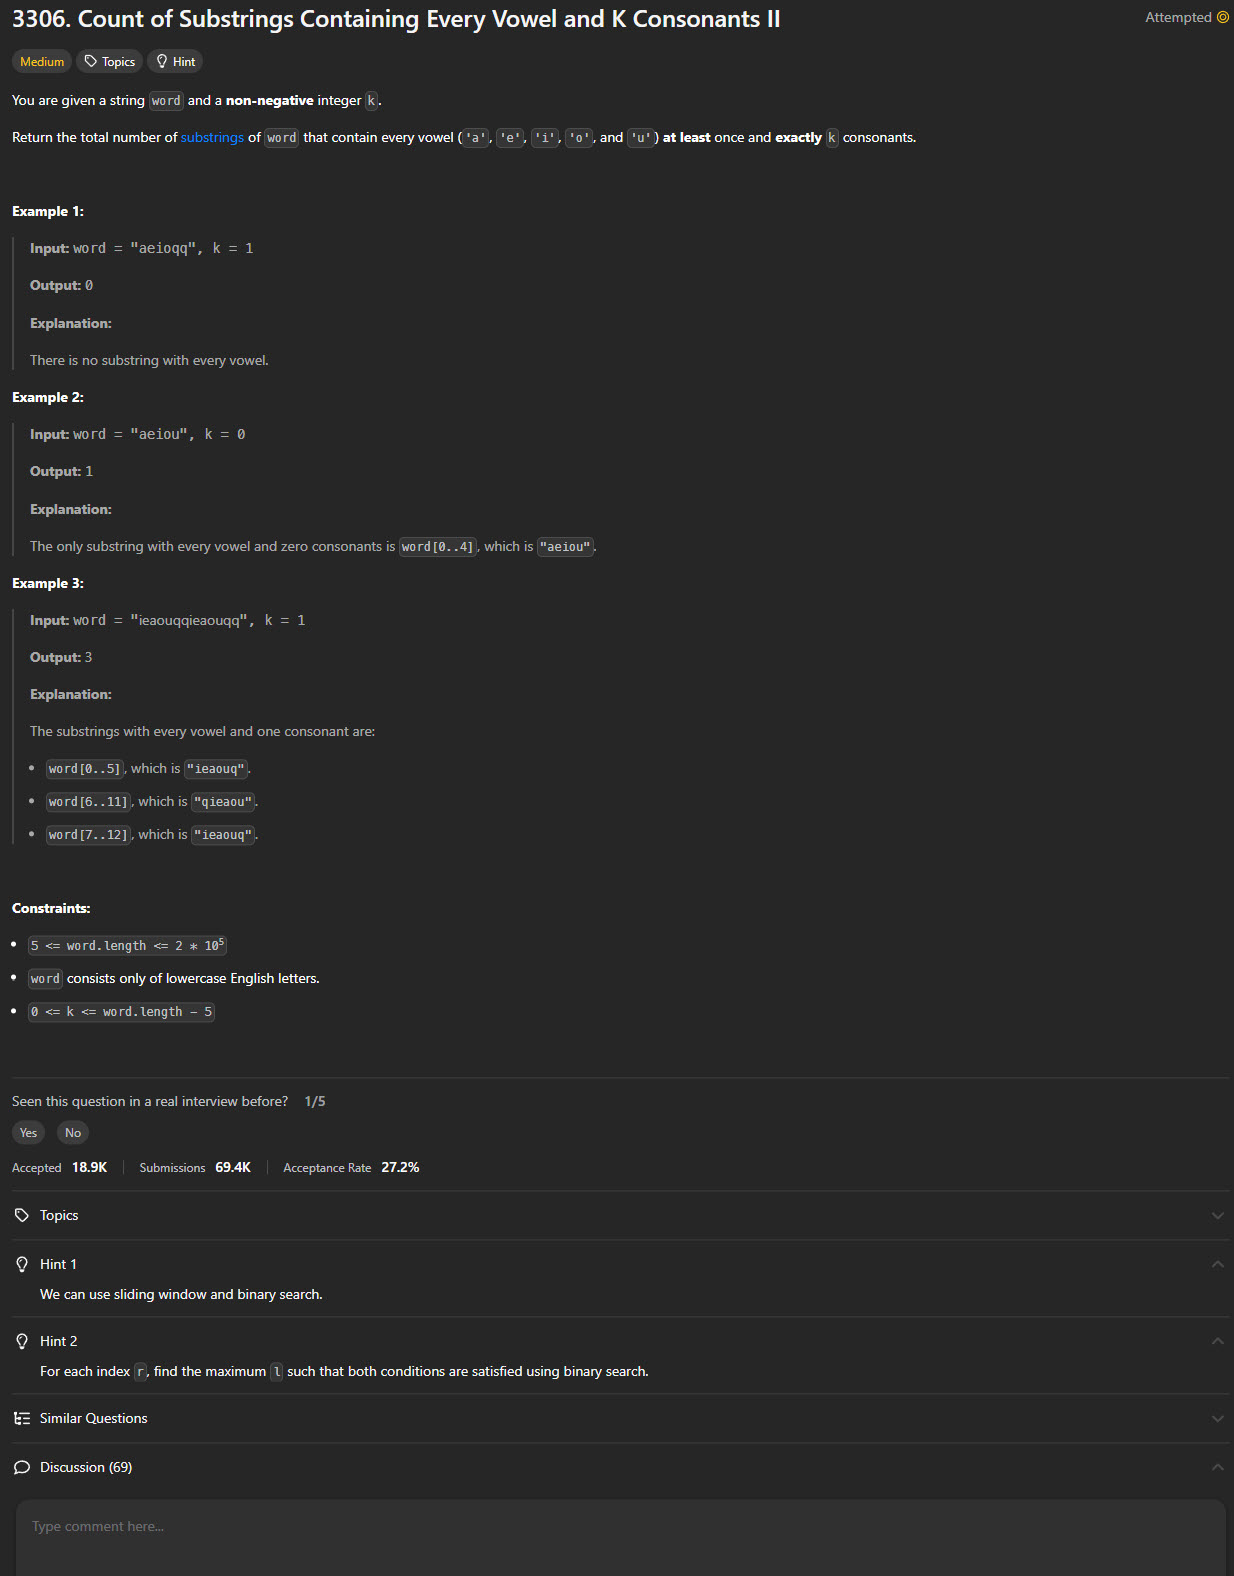 3306. Count of Substrings Containing Every Vowel and K Consonants II
Attempted
Medium Topics Hint
You are given a string word and a non-negative integer k.
Return the total number of substrings of word that contain every vowel ('a', 'e', 'i', 'o', and 'u') at least once and exactly k consonants.
Example 1:
Input: word = "aeioqq", k = 1
Output: 0
Explanation:
There is no substring with every vowel.
Example 2:
Input: word = "aeiou", k = 0
Output: 1
Explanation:
The only substring with every vowel and zero consonants is word[0..4], which is "aeiou".
Example 3:
Input: word = "ieaouqqieaouqq", k = 1
Output: 3
Explanation:
The substrings with every vowel and one consonant are:
• word[0..5], which is "ieaouq".
• word[6..11], which is "qieaou".
• word[7..12], which is "ieaouq".
Constraints:
• 5 <= word.length <= 2 * 10⁵
• word consists only of lowercase English letters.
• 0 <= k <= word.length - 5
Seen this question in a real interview before? 1/5
Yes No
Accepted 18.9K Submissions 69.4K Acceptance Rate 27.2%
Topics
Hint 1
We can use sliding window and binary search.
Hint 2
For each index r, find the maximum l such that both conditions are satisfied using binary search.
Similar Questions
Discussion (69)
Type comment here...